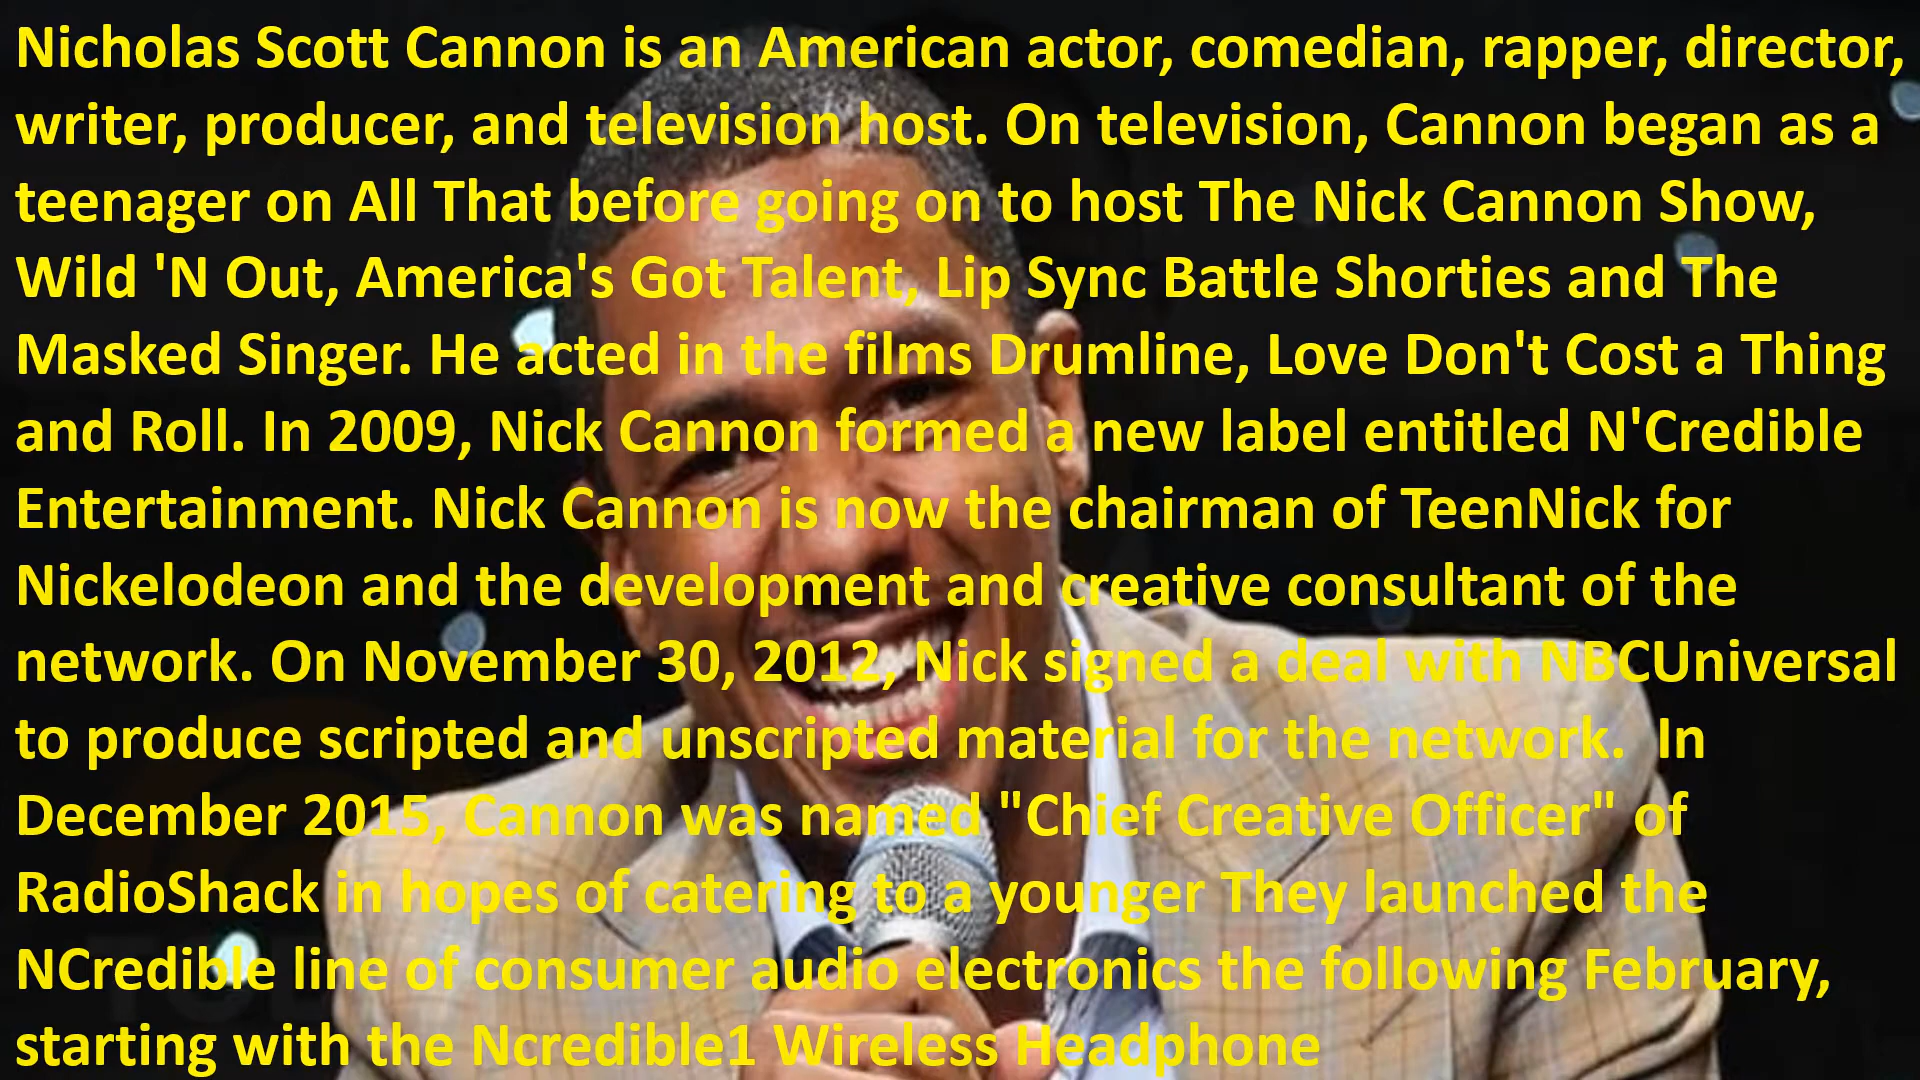 Nicholas Scott Cannon is an American actor, comedian, rapper, director,
writer, producer, and television host. On television, Cannon began as a
teenager on All That before going on to host The Nick Cannon Show,
Wild 'N Out, America's Got Talent, Lip Sync Battle Shorties and The
Masked Singer. He acted in the films Drumline, Love Don't Cost a Thing
and Roll. In 2009, Nick Cannon formed a new label entitled N'Credible
Entertainment. Nick Cannon is now the chairman of TeenNick for
Nickelodeon and the development and creative consultant of the
network. On November 30, 2012, Nick signed a deal with NBCUniversal
to produce scripted and unscripted material for the network.  In
December 2015, Cannon was named "Chief Creative Officer" of
RadioShack in hopes of catering to a younger They launched the
NCredible line of consumer audio electronics the following February,
starting with the Ncredible1 Wireless Headphone